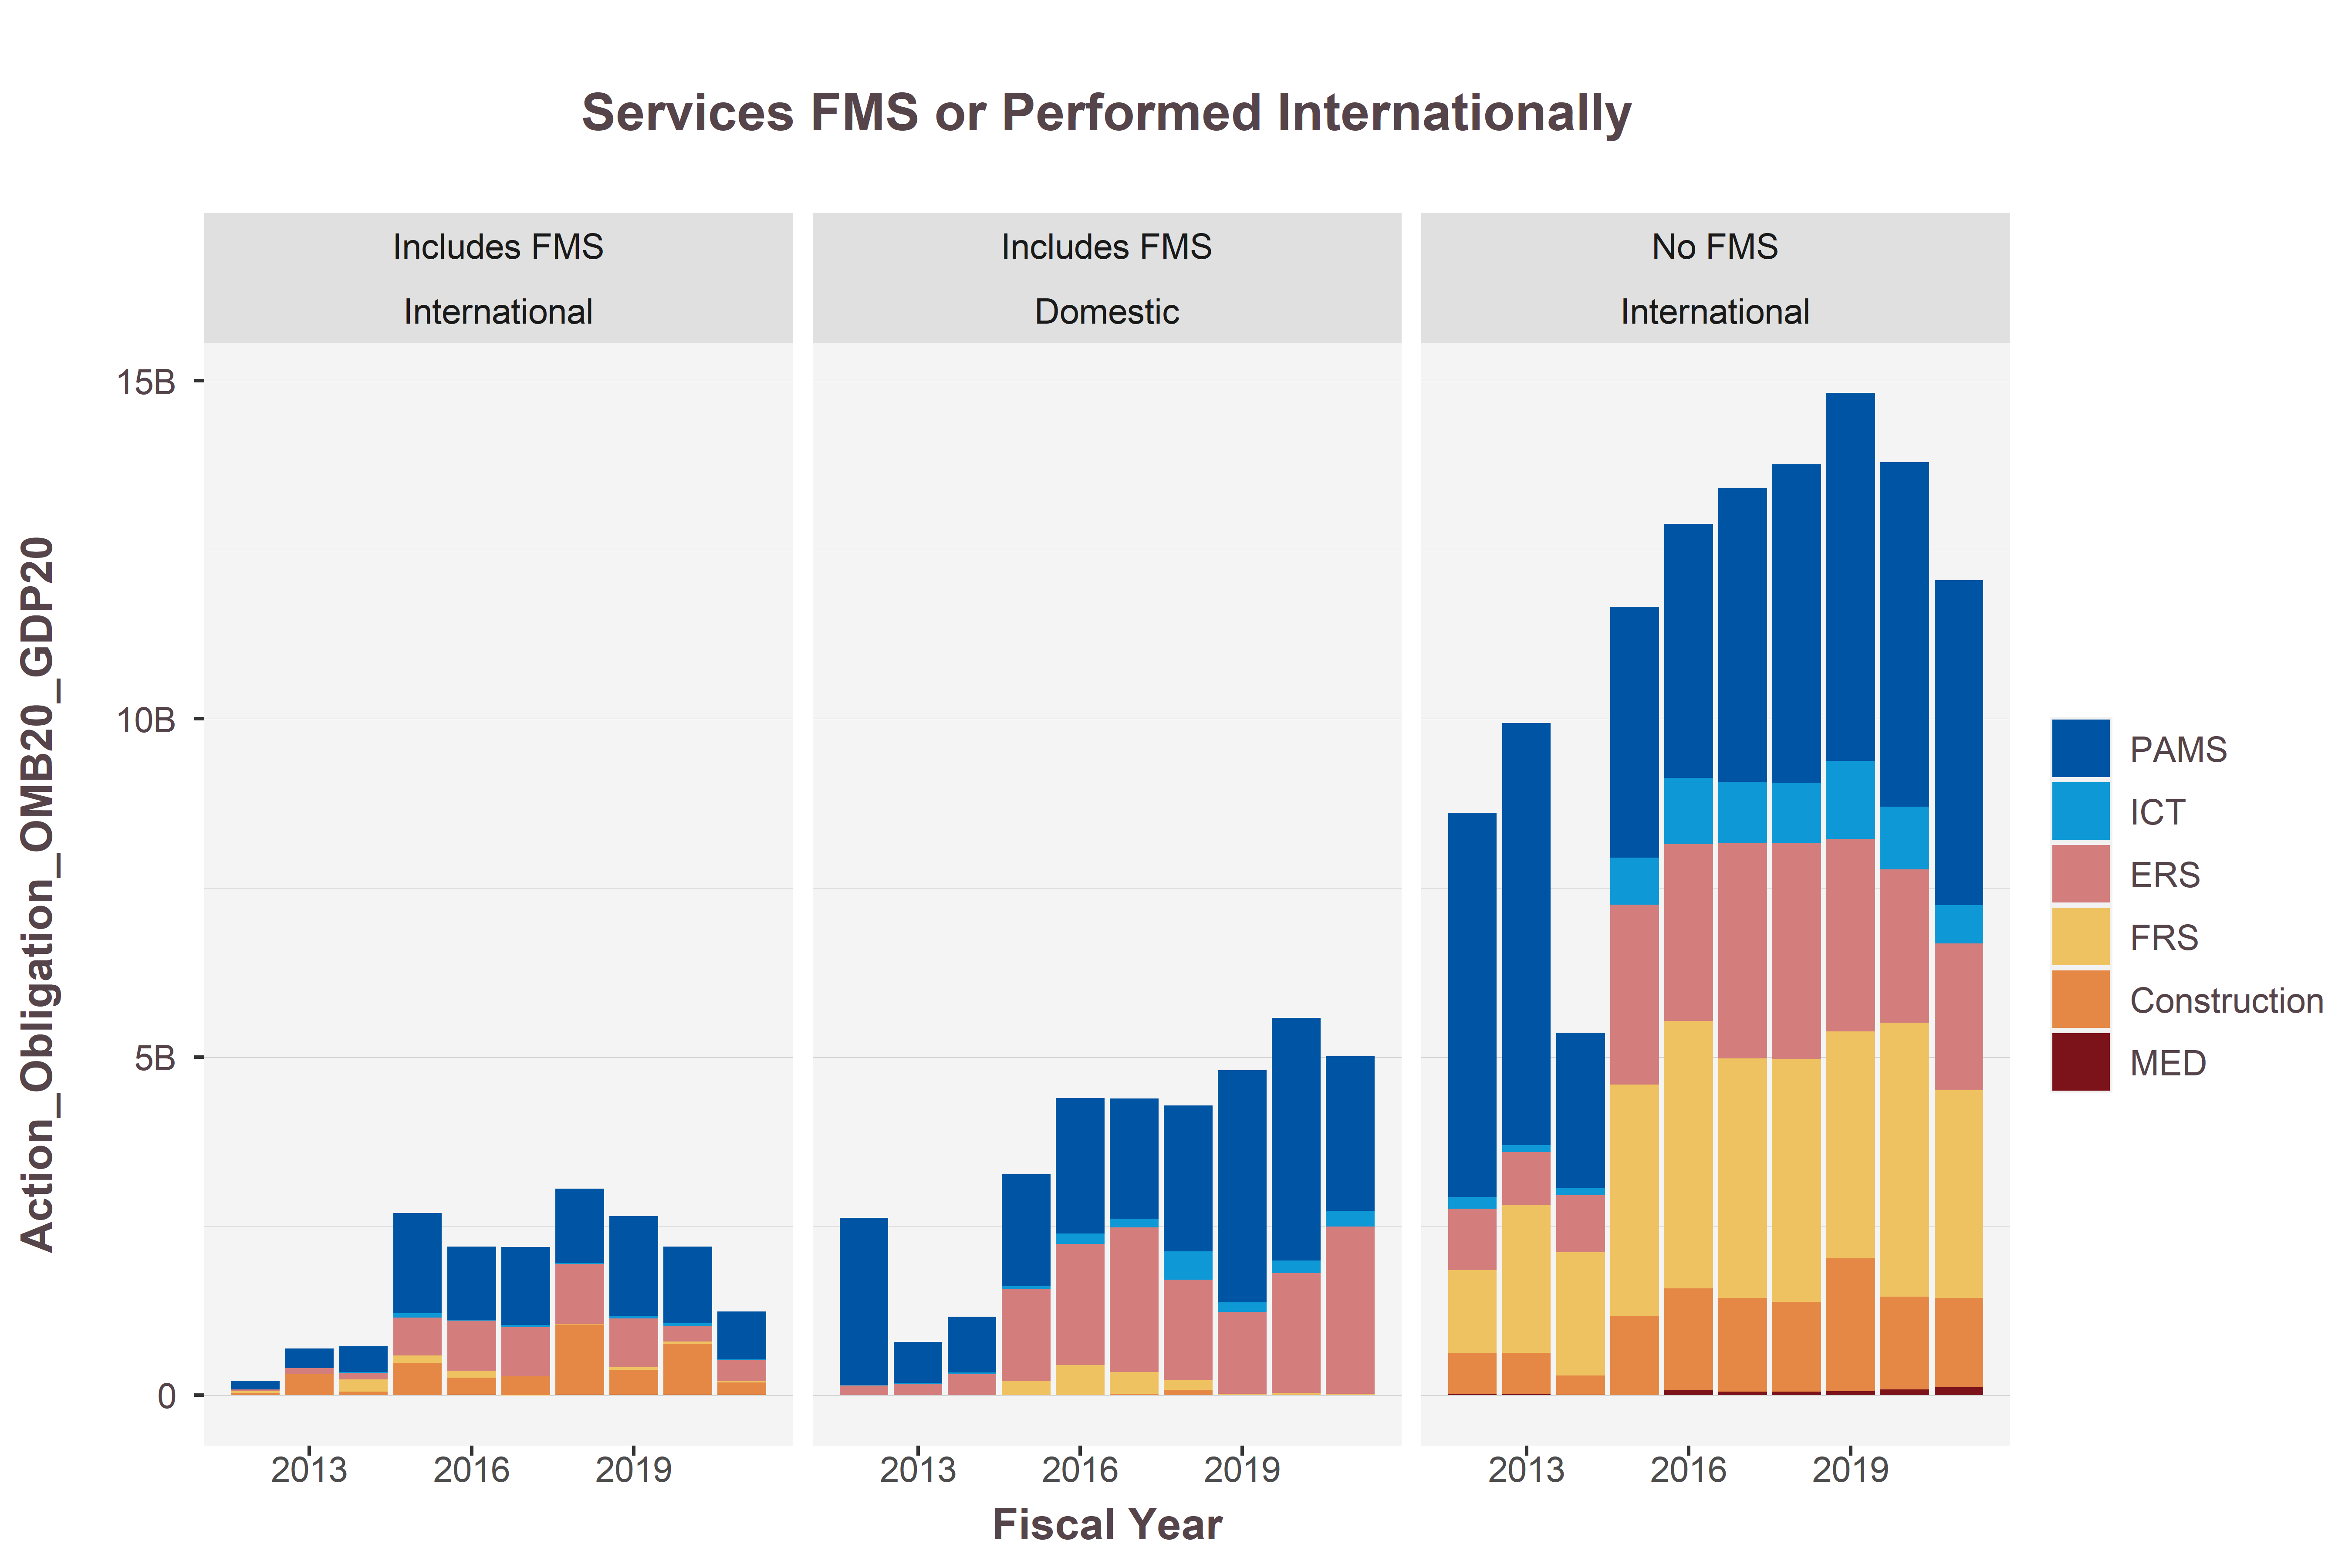 Services FMS or Performed Internationally
Includes FMS
International
Includes FMS
Domestic
No FMS
International
Action_Obligation_OMB20_GDP20
15B
10B
5B
0
2013 2016 2019
2013 2016 2019
2013 2016 2019
Fiscal Year
PAMS
ICT
ERS
FRS
Construction
MED